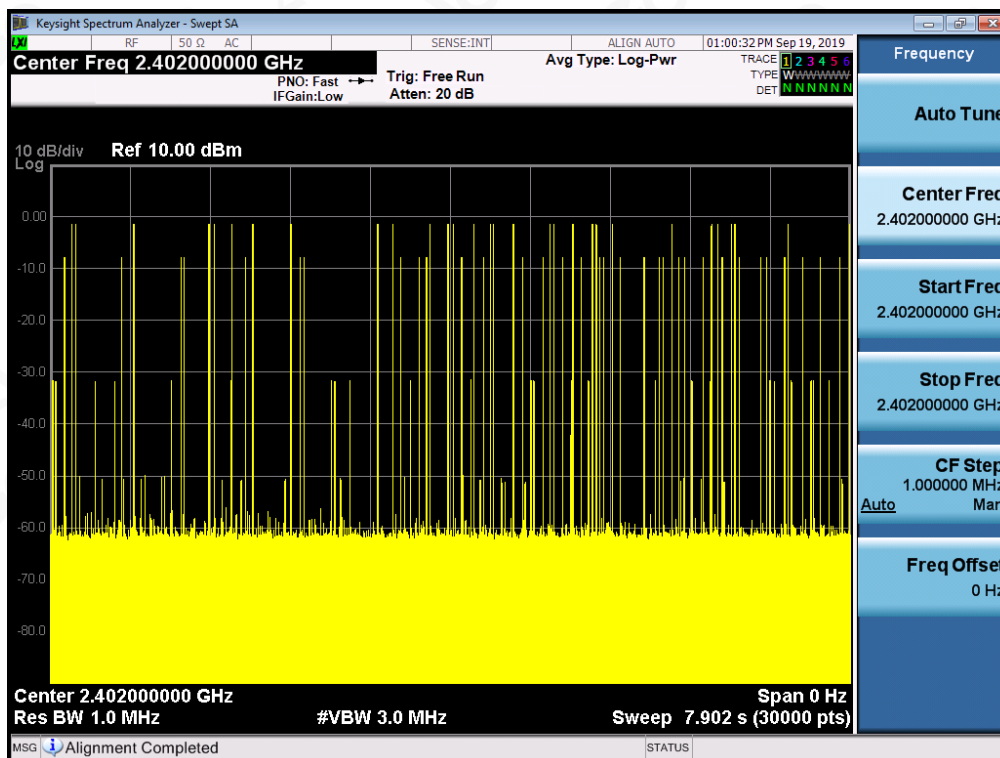 Keysight Spectrum Analyzer - Swept SA
LXI RF 50 Ω AC SENSE:INT ALIGN AUTO 01:00:32 PM Sep 19, 2019
Center Freq 2.402000000 GHz
PNO: Fast
IFGain:Low
Trig: Free Run
Atten: 20 dB
Avg Type: Log-Pwr
TRACE 1 2 3 4 5 6
TYPE WWWWWW
DET N N N N N N
10 dB/div Ref 10.00 dBm
Log
0.00
-10.0
-20.0
-30.0
-40.0
-50.0
-60.0
-70.0
-80.0
Center 2.402000000 GHz Span 0 Hz
Res BW 1.0 MHz #VBW 3.0 MHz Sweep 7.902 s (30000 pts)
MSG Alignment Completed STATUS
Frequency
Auto Tune
Center Freq
2.402000000 GHz
Start Freq
2.402000000 GHz
Stop Freq
2.402000000 GHz
CF Step
1.000000 MHz
Auto Man
Freq Offset
0 Hz